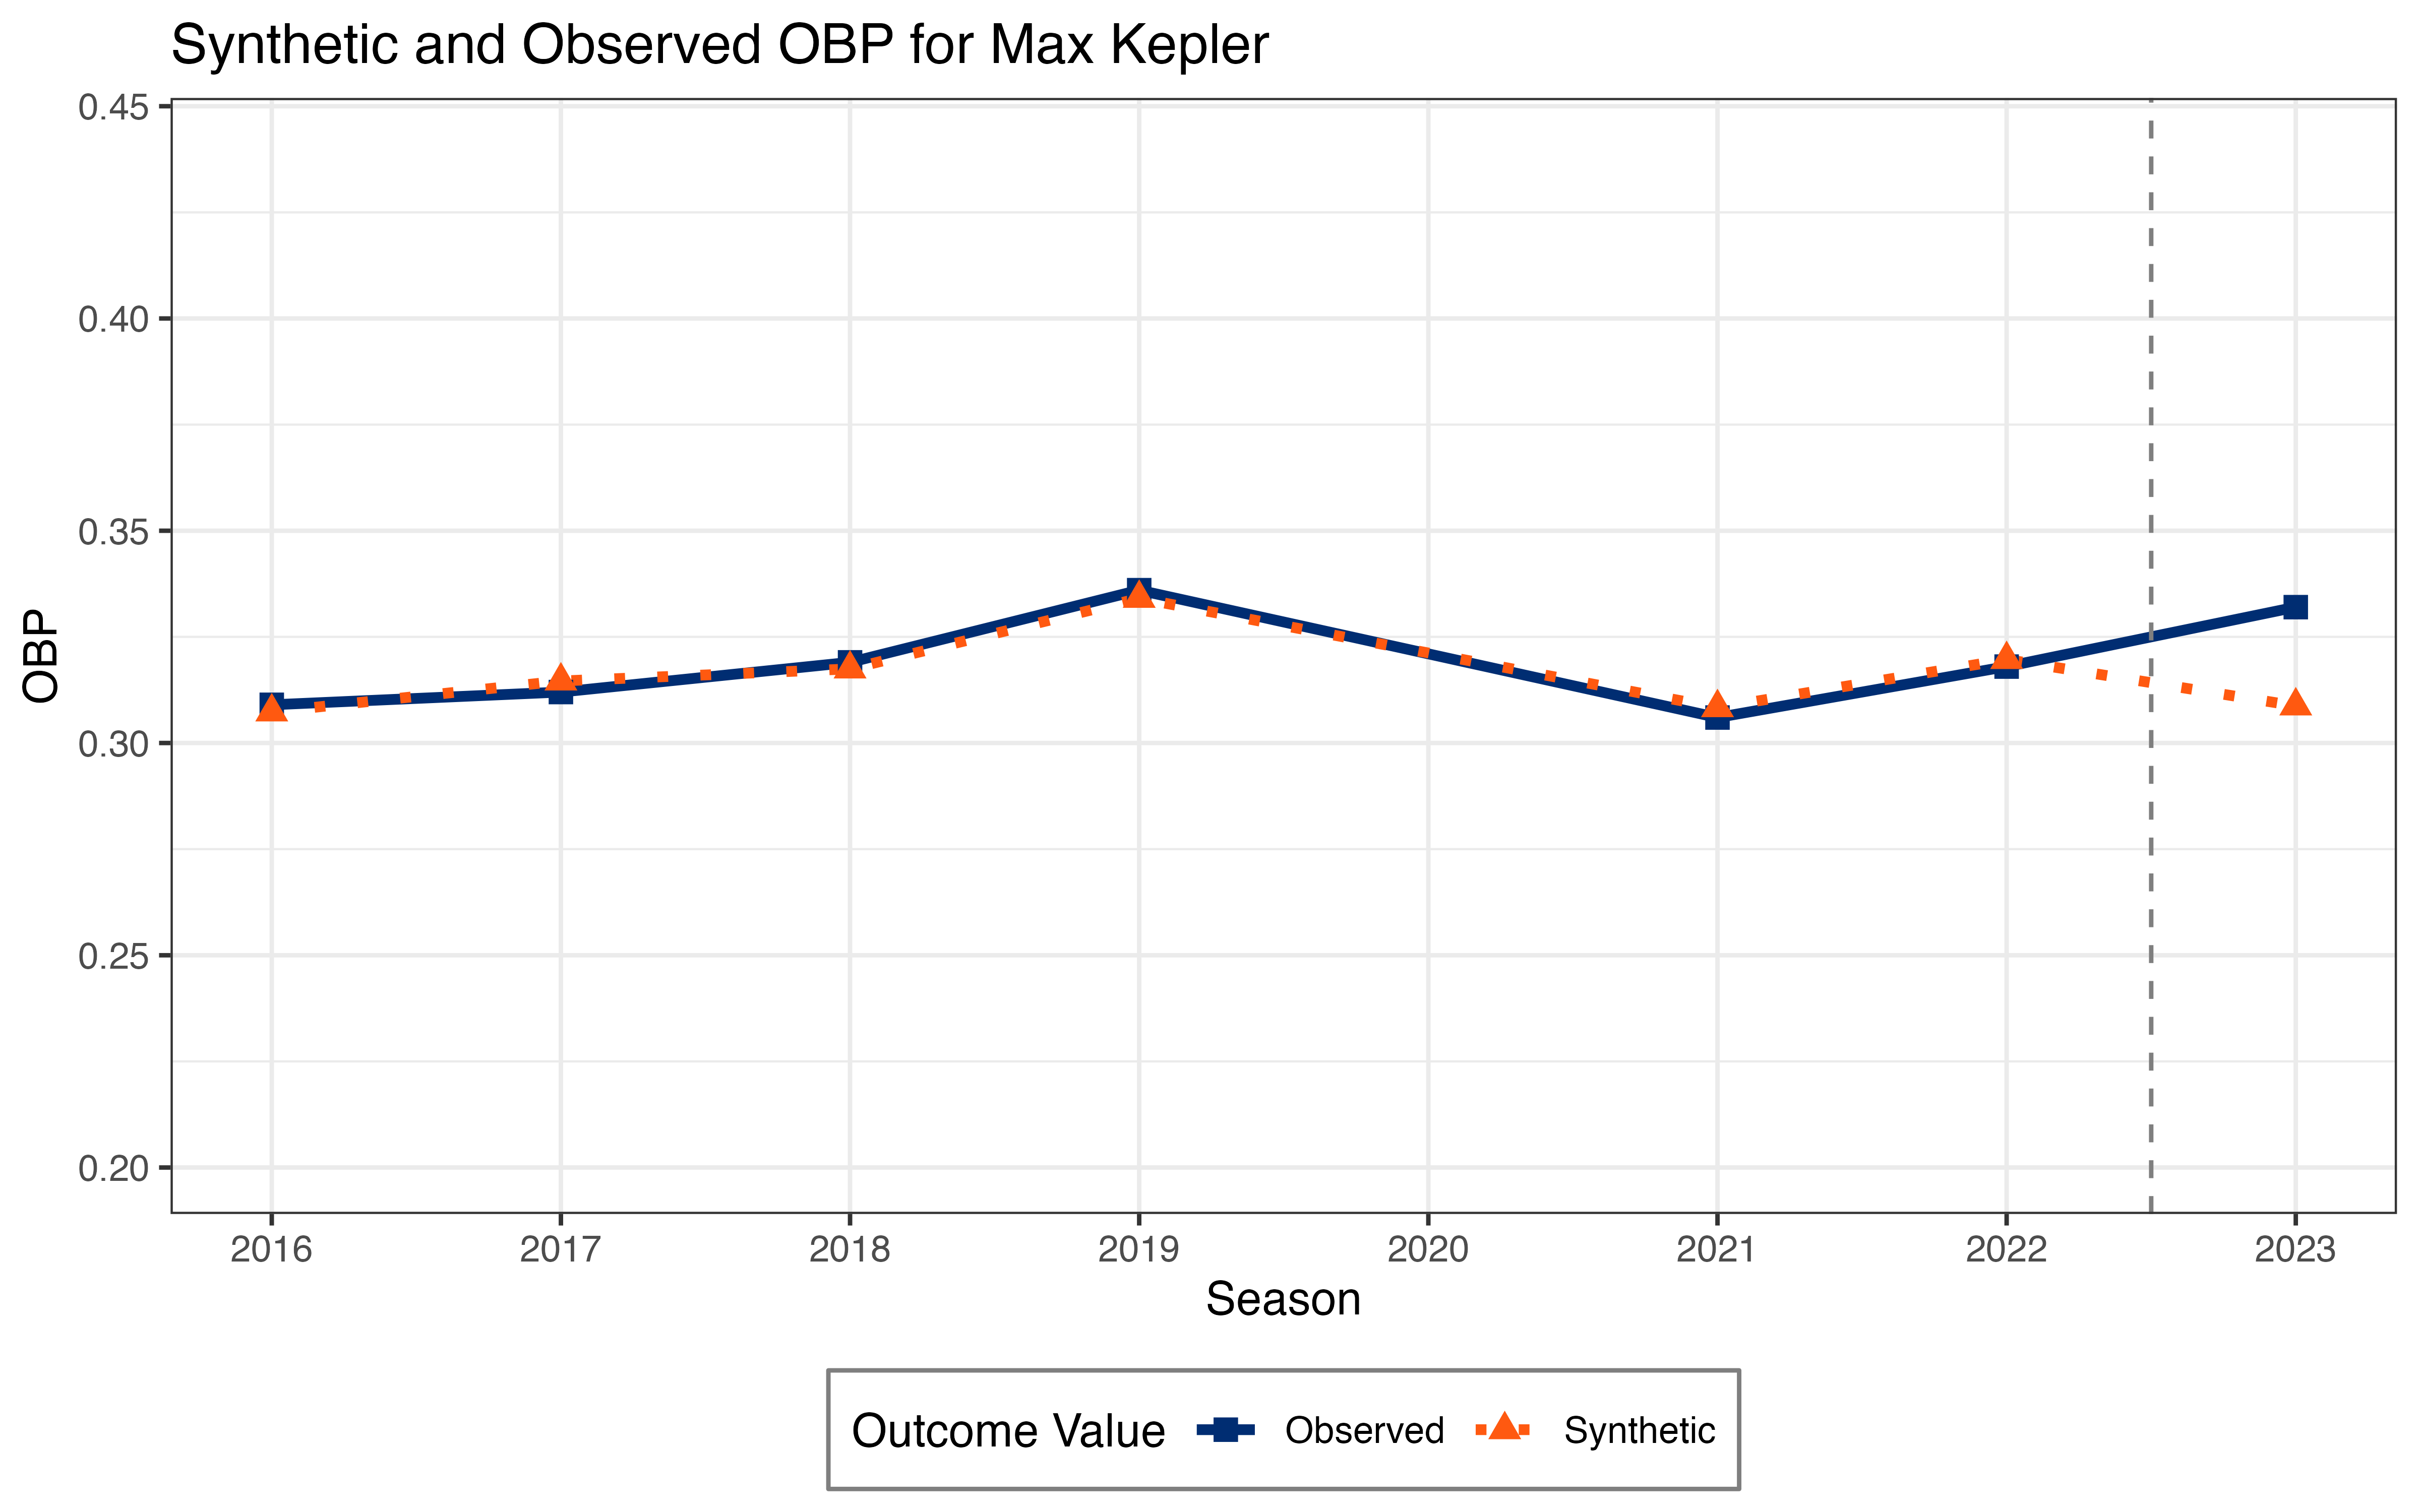 Synthetic and Observed OBP for Max Kepler
0.45
0.40
0.35
0.30
0.25
0.20
OBP
2016 2017 2018 2019 2020 2021 2022 2023
Season
Outcome Value Observed Synthetic